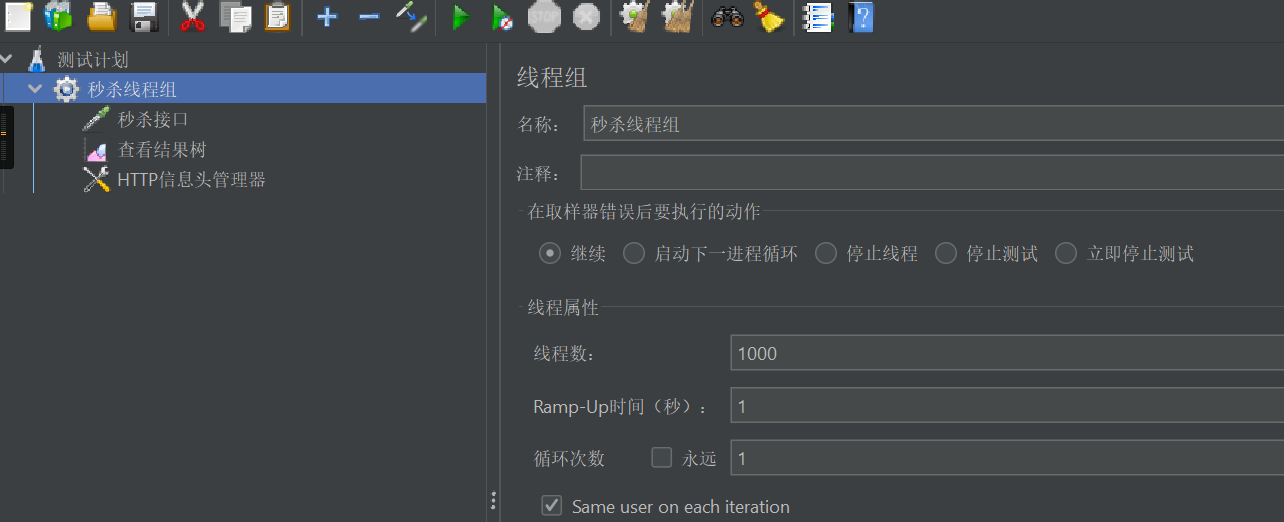 STOP
测试计划
秒杀线程组
秒杀接口
查看结果树
HTTP信息头管理器
线程组
名称：
秒杀线程组
注释：
在取样器错误后要执行的动作
继续 启动下一进程循环 停止线程 停止测试 立即停止测试
线程属性
线程数：
1000
Ramp-Up时间（秒）：
1
循环次数 永远
1
Same user on each iteration